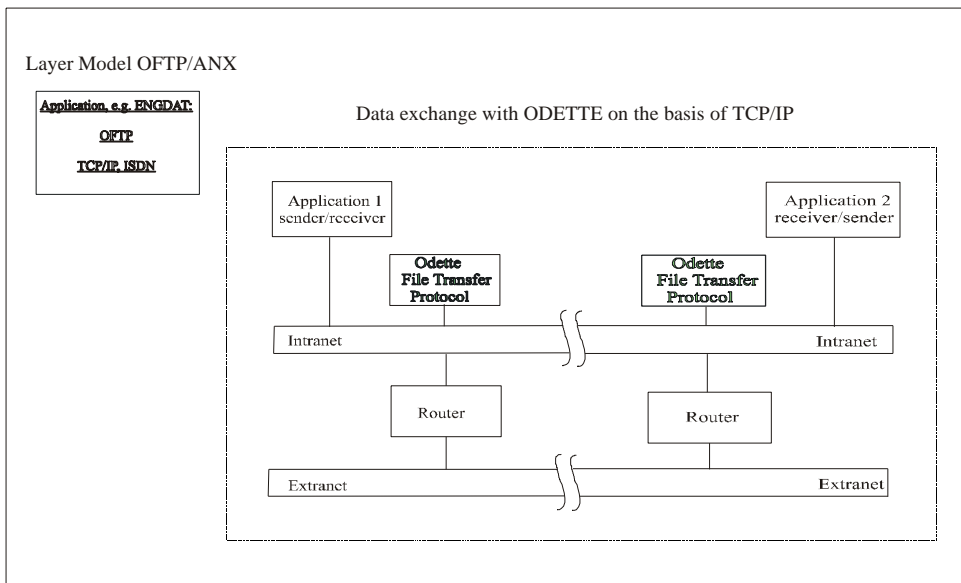 Layer Model OFTP/ANX
Application, e.g. ENGDAT:
OFTP
TCP/IP, ISDN
Data exchange with ODETTE on the basis of TCP/IP
Application 1
sender/receiver
Application 2
receiver/sender
Odette
File Transfer
Protocol
Odette
File Transfer
Protocol
Intranet
Intranet
Router
Router
Extranet
Extranet